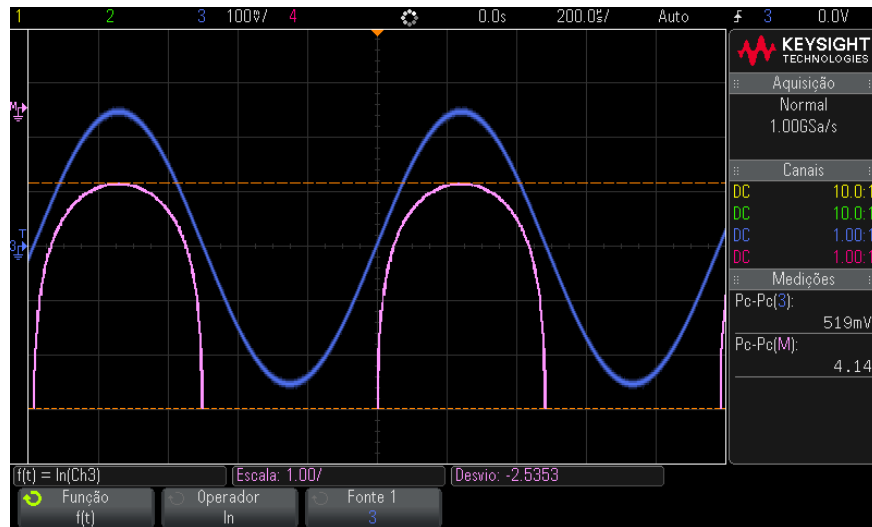 1 2 3 100mV/ 4 0.0s 200.0µs/ Auto 3 0.0V
KEYSIGHT
TECHNOLOGIES
Aquisição
Normal
1.00GSa/s
Canais
DC 10.0:1
DC 10.0:1
DC 1.00:1
DC 1.00:1
Medições
Pc-Pc(3):
519mV
Pc-Pc(M):
4.14
M
T
3
f(t) = ln(Ch3) Escala: 1.00/ Desvio: -2.5353
Função Operador Fonte 1
f(t) ln 3